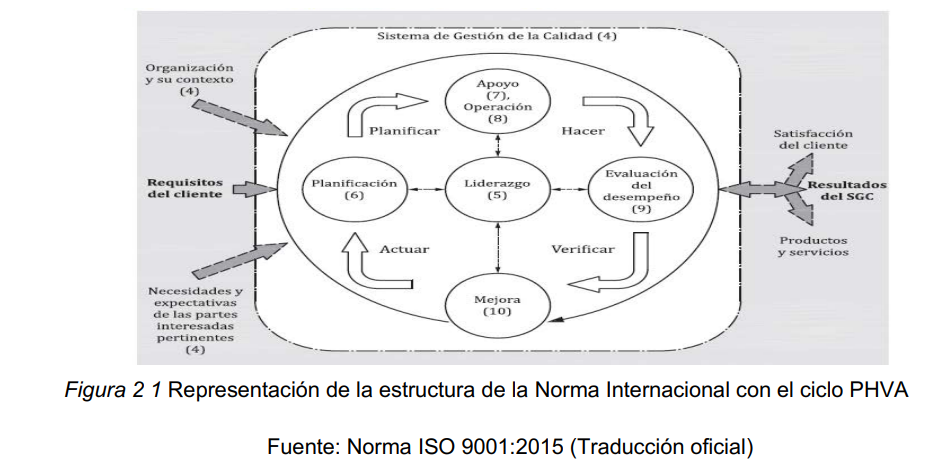 Sistema de Gestión de la Calidad (4)
Organización
y su contexto
(4)
Requisitos
del cliente
Necesidades y
expectativas
de las partes
interesadas
pertinentes
(4)
Apoyo
(7),
Operación
(8)
Planificar
Hacer
Planificación
(6)
Liderazgo
(5)
Evaluación
del
desempeño
(9)
Actuar
Verificar
Mejora
(10)
Satisfacción
del cliente
Resultados
del SGC
Productos
y servicios
Figura 2 1 Representación de la estructura de la Norma Internacional con el ciclo PHVA
Fuente: Norma ISO 9001:2015 (Traducción oficial)